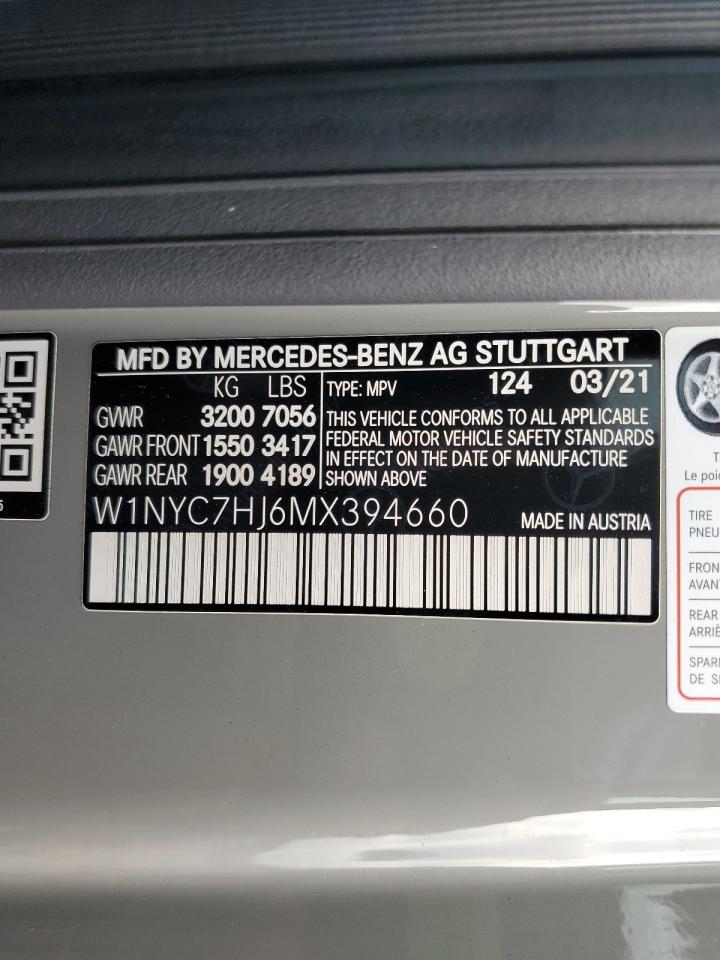 MFD BY MERCEDES-BENZ AG STUTTGART
KG LBS
GVWR 3200 7056
GAWR FRONT 1550 3417
GAWR REAR 1900 4189
TYPE: MPV 124 03/21
THIS VEHICLE CONFORMS TO ALL APPLICABLE
FEDERAL MOTOR VEHICLE SAFETY STANDARDS
IN EFFECT ON THE DATE OF MANUFACTURE
SHOWN ABOVE
W1NYC7HJ6MX394660
MADE IN AUSTRIA
Le poi
TIRE
PNEU
FRON
AVAN
REAR
ARRIÈ
SPAR
DE S